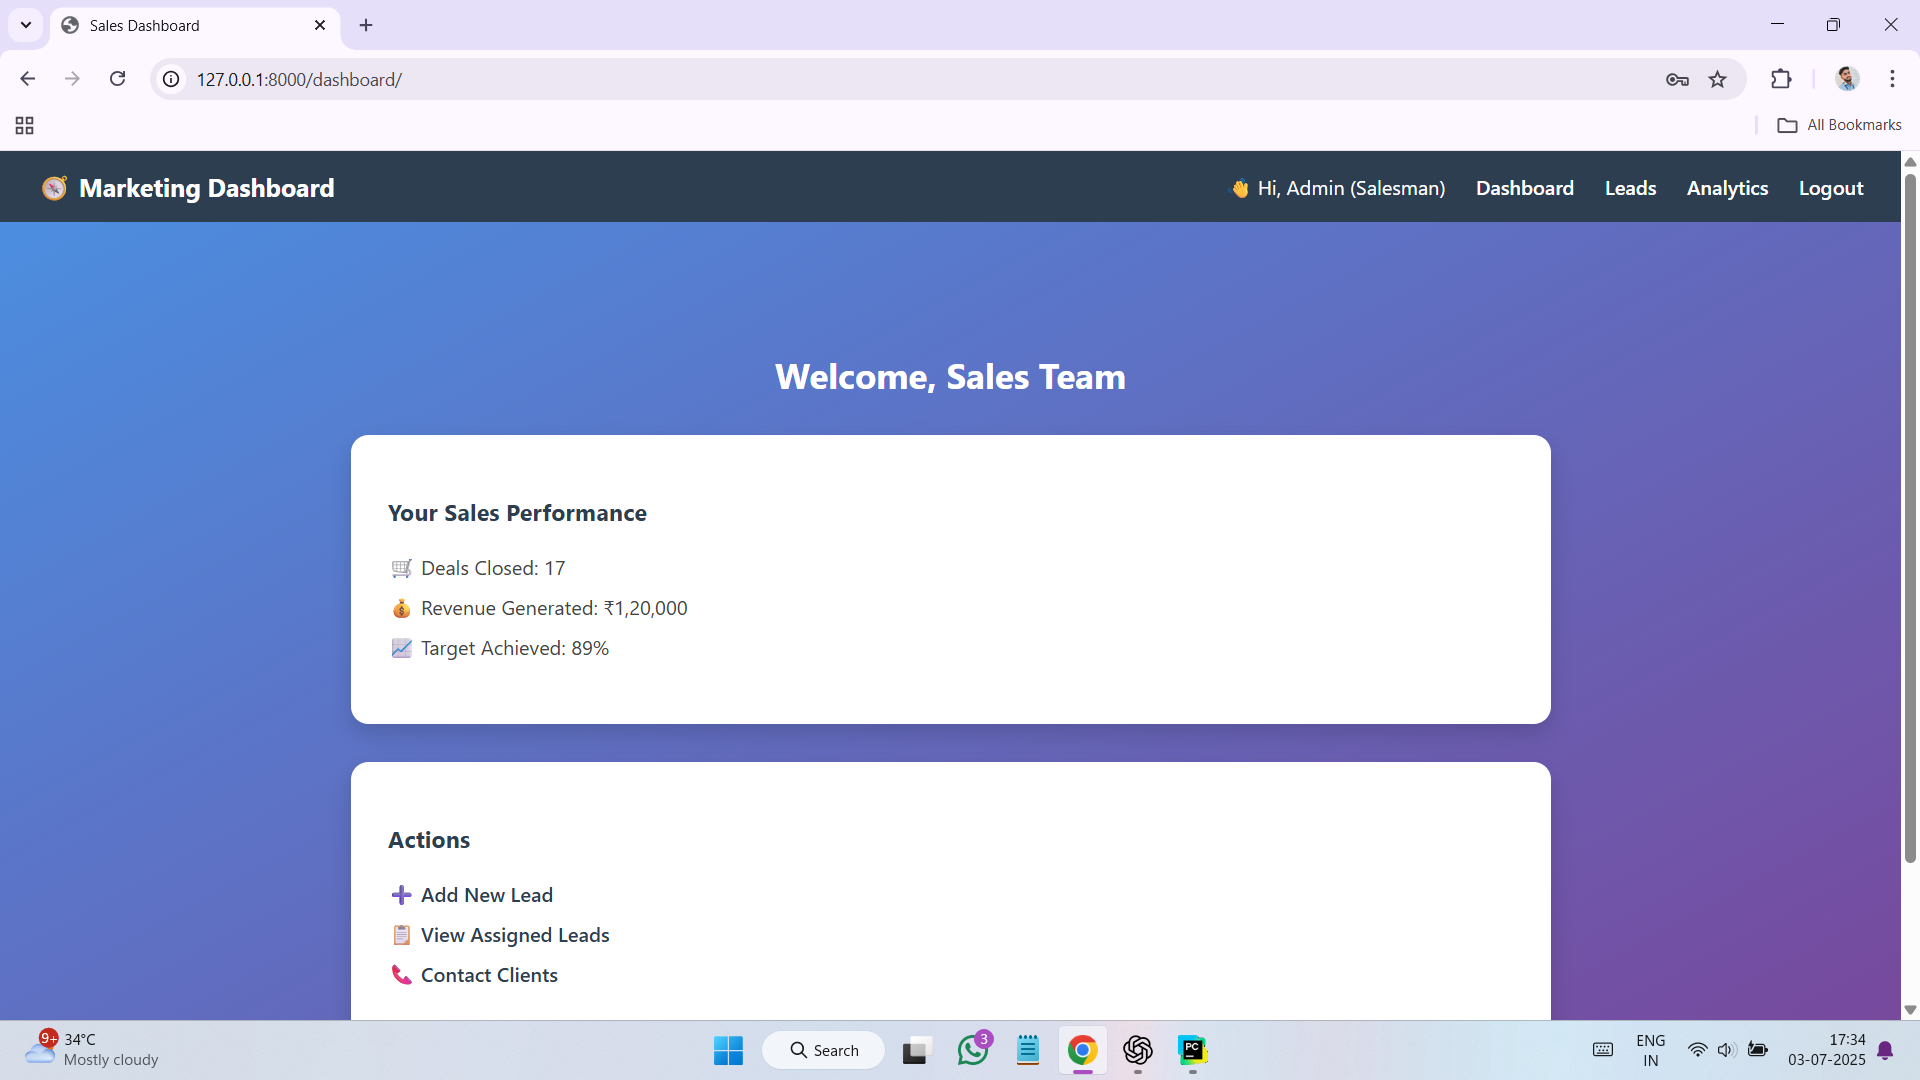 Sales Dashboard
127.0.0.1:8000/dashboard/
All Bookmarks
Marketing Dashboard
Hi, Admin (Salesman) Dashboard Leads Analytics Logout
Welcome, Sales Team
Your Sales Performance
Deals Closed: 17
Revenue Generated: ₹1,20,000
Target Achieved: 89%
Actions
Add New Lead
View Assigned Leads
Contact Clients
9+
34°C
Mostly cloudy
Search
3
PC
ENG
IN
17:34
03-07-2025